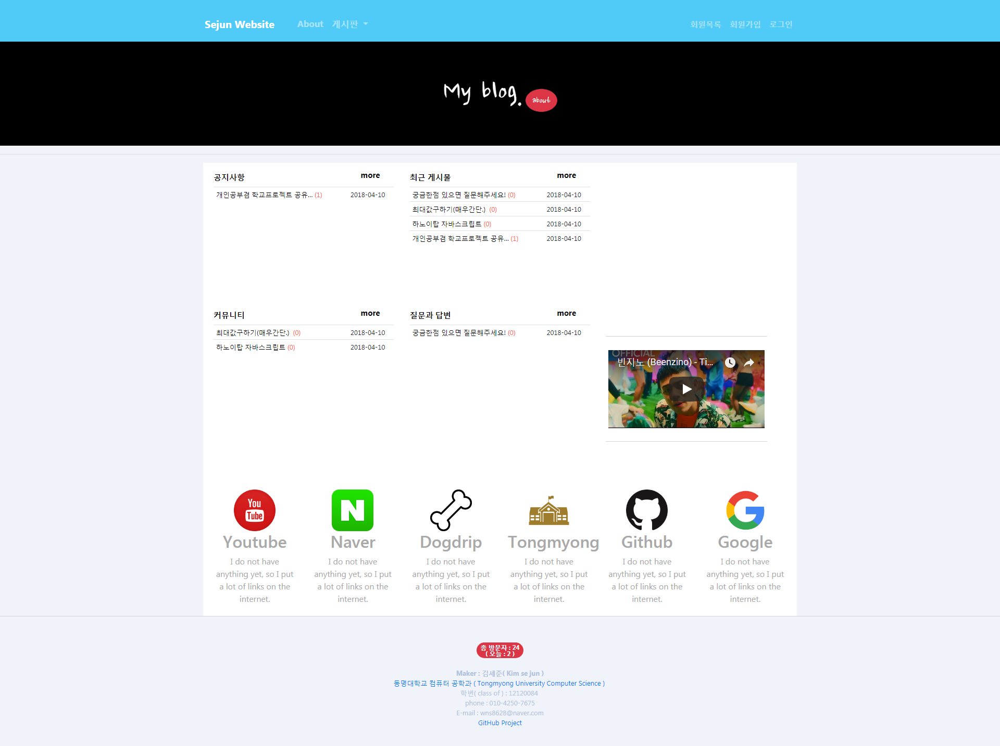 Sejun Website About 게시판 회원목록 회원가입 로그인
My blog. about
공지사항 more
개인공부겸 학교프로젝트 공유... (1) 2018-04-10
최근 게시물 more
궁금한점 있으면 질문해주세요! (0) 2018-04-10
최대값구하기(매우간단.) (0) 2018-04-10
하노이탑 자바스크립트 (0) 2018-04-10
개인공부겸 학교프로젝트 공유... (1) 2018-04-10
커뮤니티 more
최대값구하기(매우간단.) (0) 2018-04-10
하노이탑 자바스크립트 (0) 2018-04-10
질문과 답변 more
궁금한점 있으면 질문해주세요! (0) 2018-04-10
OFFICIAL
빈지노 (Beenzino) - Ti...
You
Tube
Youtube
I do not have
anything yet, so I put
a lot of links on the
internet.
N
Naver
I do not have
anything yet, so I put
a lot of links on the
internet.
Dogdrip
I do not have
anything yet, so I put
a lot of links on the
internet.
Tongmyong
I do not have
anything yet, so I put
a lot of links on the
internet.
Github
I do not have
anything yet, so I put
a lot of links on the
internet.
G
Google
I do not have
anything yet, so I put
a lot of links on the
internet.
총 방문자 : 24
( 오늘 : 2 )
Maker : 김세준( Kim se jun )
동명대학교 컴퓨터 공학과 ( Tongmyong University Computer Science )
학번( class of ) : 12120084
phone : 010-4250-7675
E-mail : wns8628@naver.com
GitHub Project